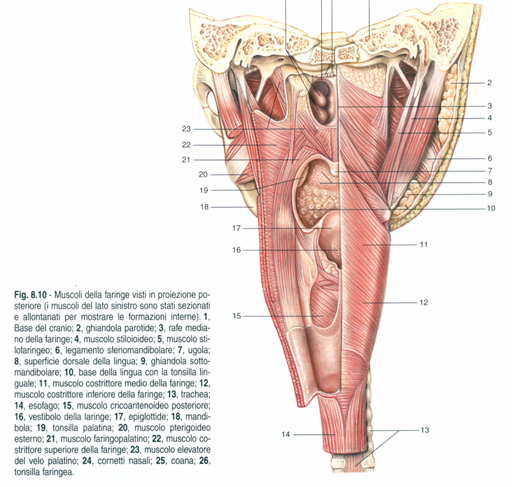 2
3
4
23
5
22
21
6
7
20
8
19
9
18
10
17
11
16
12
15
14
13
Fig. 8.10 - Muscoli della faringe visti in proiezione po-
steriore (i muscoli del lato sinistro sono stati sezionati
e allontanati per mostrare le formazioni interne). 1,
Base del cranio; 2, ghiandola parotide; 3, rafe media-
no della faringe; 4, muscolo stiloioideo; 5, muscolo sti-
lofaringeo; 6, legamento sfenomandibolare; 7, ugola;
8, superficie dorsale della lingua; 9, ghiandola sotto-
mandibolare; 10, base della lingua con la tonsilla lin-
guale; 11, muscolo costrittore medio della faringe; 12,
muscolo costrittore inferiore della faringe; 13, trachea;
14, esofago; 15, muscolo cricoaritenoideo posteriore;
16, vestibolo della laringe; 17, epiglottide; 18, mandi-
bola; 19, tonsilla palatina; 20, muscolo pterigoideo
esterno; 21, muscolo faringopalatino; 22, muscolo co-
strittore superiore della faringe; 23, muscolo elevatore
del velo palatino; 24, cornetti nasali; 25, coana; 26,
tonsilla faringea.